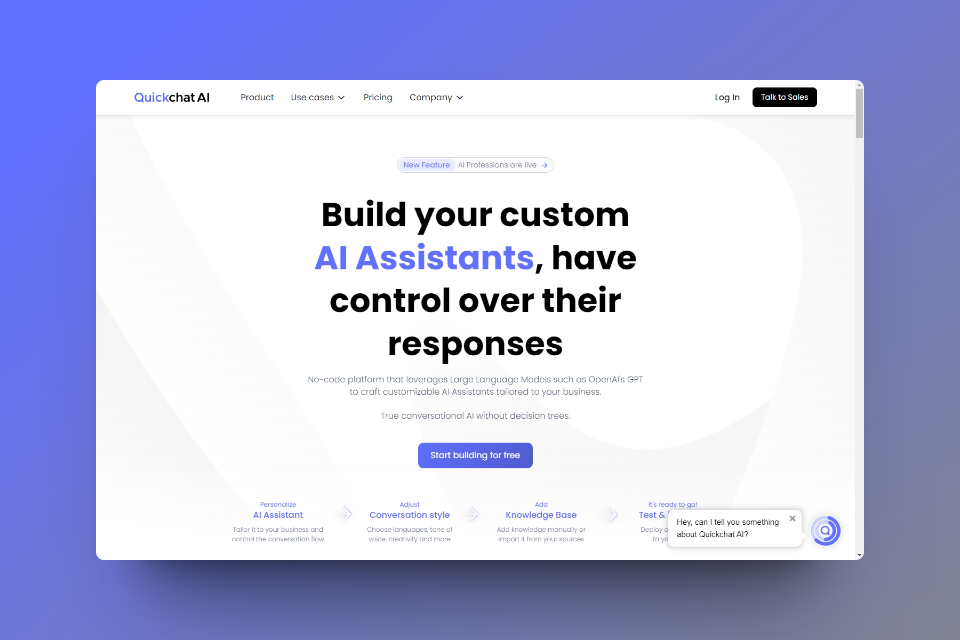 Quickchat AI
Product
Use cases
Pricing
Company
Log In
Talk to Sales
New Feature
AI Professions are live →
Build your custom
AI Assistants, have
control over their
responses
No-code platform that leverages Large Language Models such as OpenAI's GPT
to craft customizable AI Assistants tailored to your business.
True conversational AI without decision trees.
Start building for free
Personalize
AI Assistant
Tailor it to your business and
control the conversation flow
Adjust
Conversation style
Choose languages, tone of
voice, creativity and more
Add
Knowledge Base
Add knowledge manually or
import it from your sources
It's ready to go!
Test &
Deploy
to
Hey, can I tell you something
about Quickchat AI?